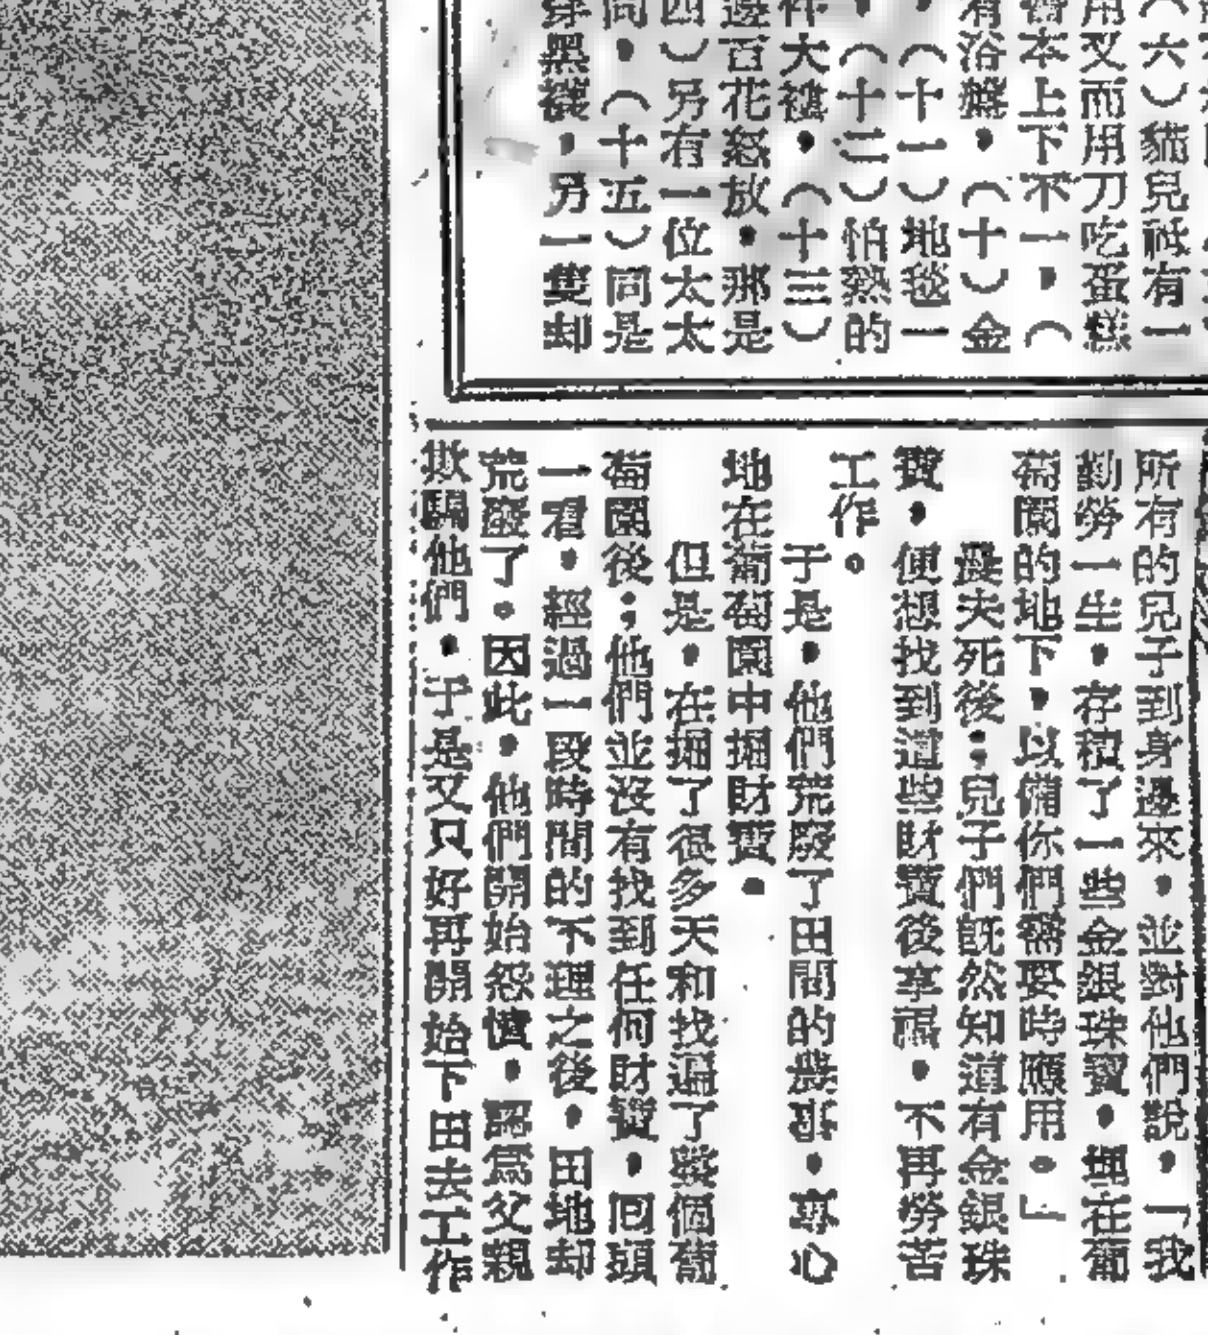 （六）貓兒祗有一
用叉而用刀吃蛋糕
本上下不一，（
有浴 ，（十）金
，（十一）地毯一
，（十二）怕熱的
件大褸，（十三）
邊百花怒放，那是
四）另有一位太太
同，（十五）同是
穿黑襪，另一隻却
所有的兒子到身邊來，並對他們說，「我
勤勞一生，存積了一些金銀珠寶，埋在葡
萄園的地下，以備你們需要時應用。」
農夫死後；兒子們既然知道有金銀珠
寶，便想找到這些財寶後享福，不再勞苦
工作。
于是，他們荒廢了田間的農事，專心
地在葡萄園中掘財寶。
但是，在掘了很多天和找遍了整個葡
萄園後；他們並沒有找到任何財寶，回頭
一看，經過一段時間的不理之後，田地却
荒廢了。因此，他們開始怨憤，認爲父親
欺騙他們，于是又只好再開始下田去工作